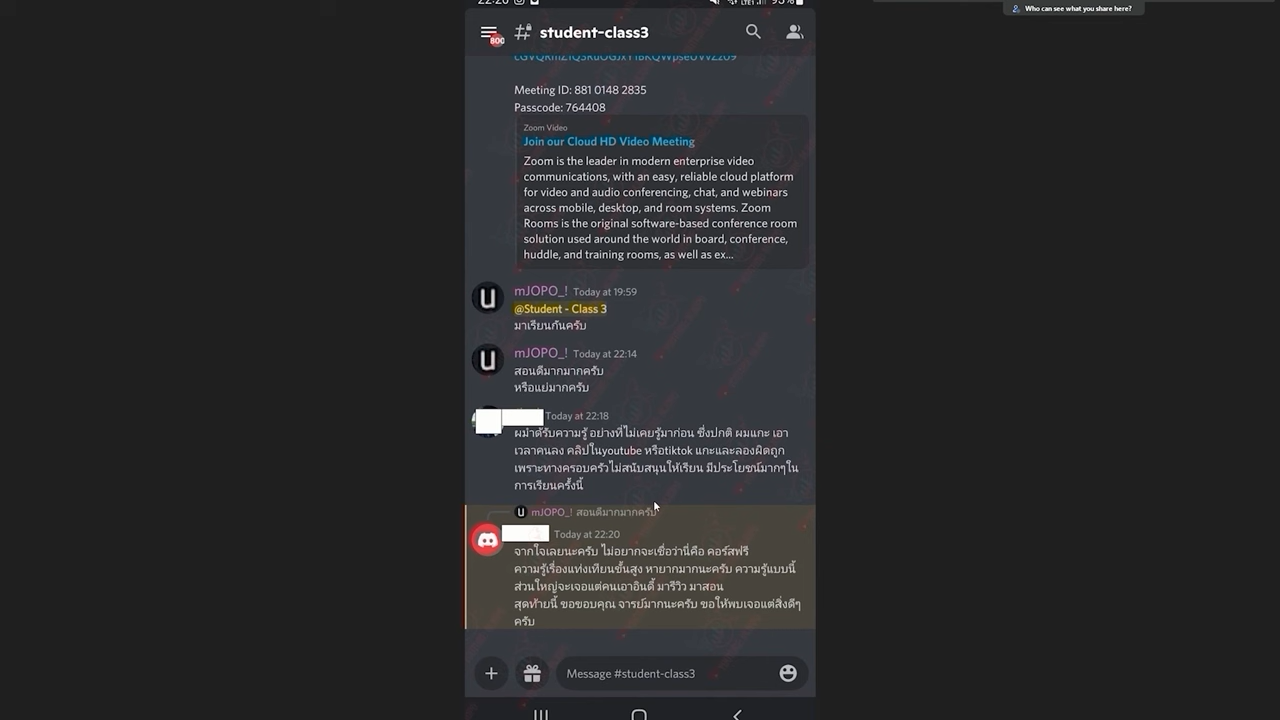 Who can see what you share here?
800
student-class3
Meeting ID: 881 0148 2835
Passcode: 764408
Zoom Video
Join our Cloud HD Video Meeting
Zoom is the leader in modern enterprise video
communications, with an easy, reliable cloud platform
for video and audio conferencing, chat, and webinars
across mobile, desktop, and room systems. Zoom
Rooms is the original software-based conference room
solution used around the world in board, conference,
huddle, and training rooms, as well as ex...
mJOPO_! Today at 19:59
@Student - Class 3
มาเรียนกันครับ
mJOPO_! Today at 22:14
สอนดีมากมากครับ
หรือแย่มากครับ
Today at 22:18
ความรู้ อย่างที่ไม่เคยรู้มาก่อน ซึ่งปกติ ผมแกะ เอา
เวลาคนลง คลิปในyoutube หรือtiktok แกะและลองผิดถูก
เพราะทางครอบครัวไม่สนับสนุนให้เรียน มีประโยชน์มากๆใน
การเรียนครั้งนี้
mJOPO_! สอนดีมากมากครับ
Today at 22:20
จากใจเลยนะครับ ไม่อยากจะเชื่อว่านี่คือ คอร์สฟรี
ความรู้เรื่องแท่งเทียนขั้นสูง หายากมากนะครับ ความรู้แบบนี้
ส่วนใหญ่จะเจอแต่คนเอาอินดี้ มารีวิว มาสอน
สุดท้ายนี้ ขอขอบคุณ จารย์มากนะครับ ขอให้พบเจอแต่สิ่งดีๆ
ครับ
Message #student-class3